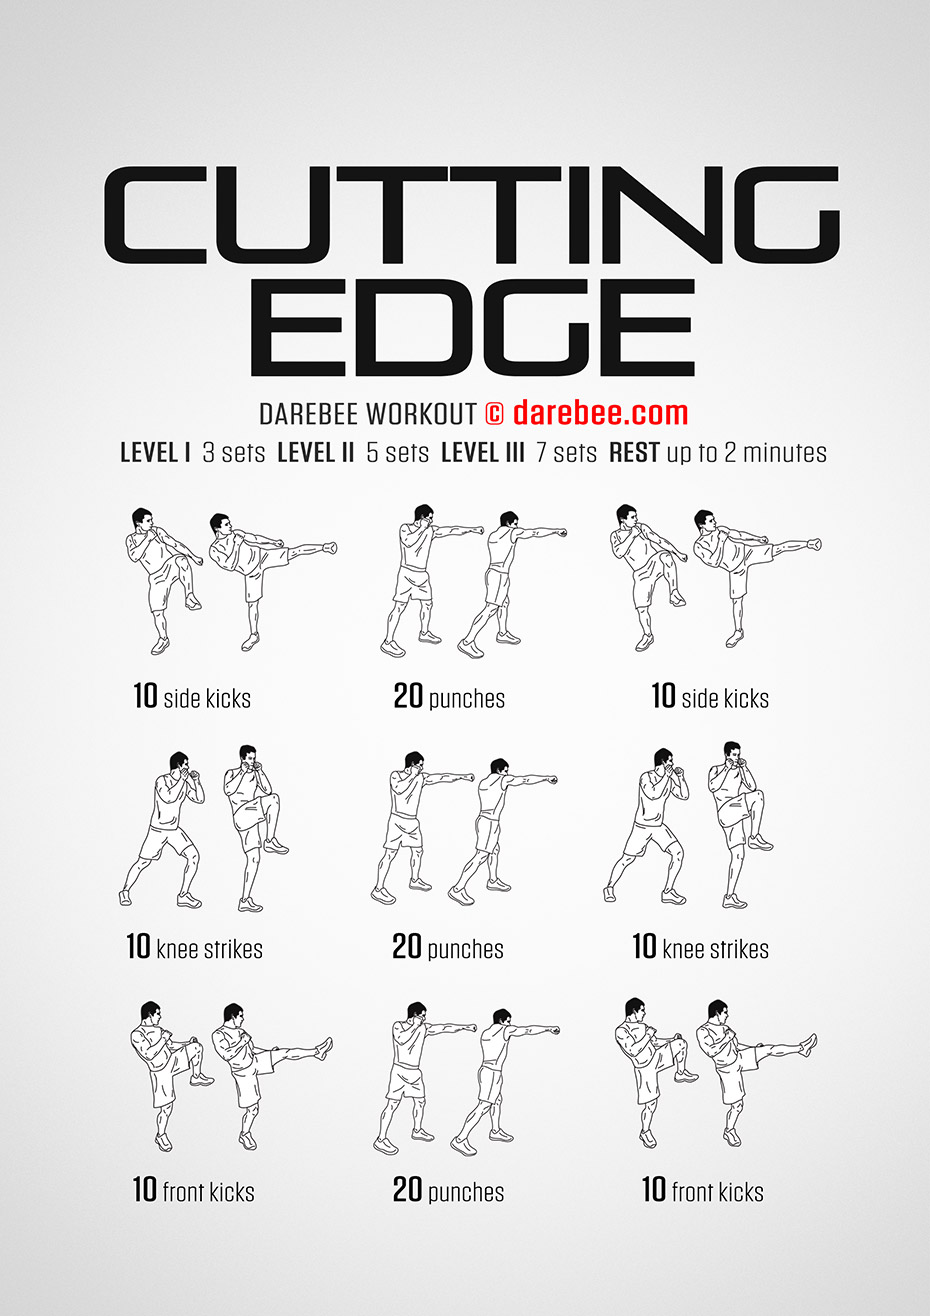 CUTTING
EDGE
DAREBEE WORKOUT © darebee.com
LEVEL I 3 sets LEVEL II 5 sets LEVEL III 7 sets REST up to 2 minutes
10 side kicks
20 punches
10 side kicks
10 knee strikes
20 punches
10 knee strikes
10 front kicks
20 punches
10 front kicks